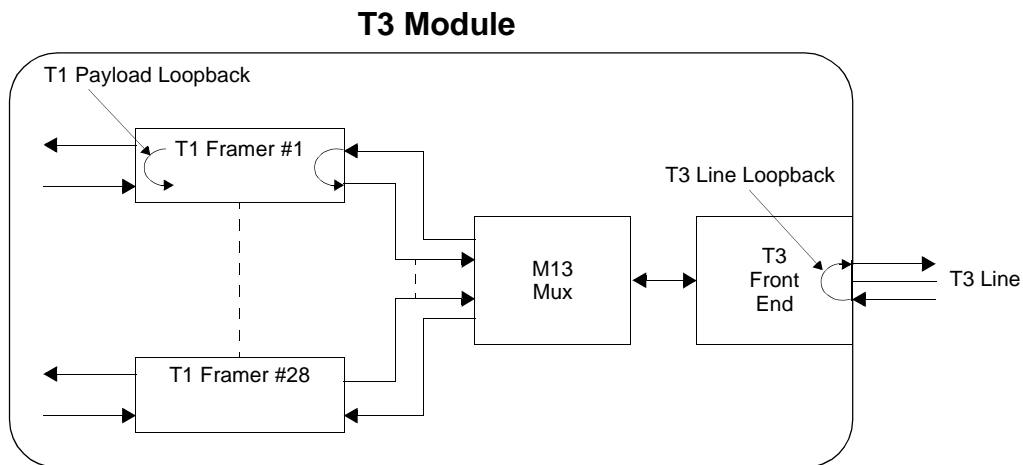 T3 Module
T1 Payload Loopback
T1 Framer #1
T3 Line Loopback
M13
Mux
T3
Front
End
T3 Line
T1 Framer #28